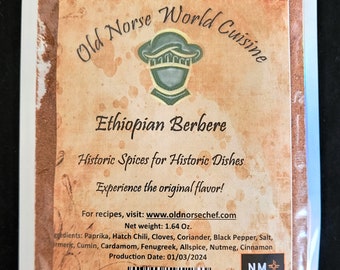 Old Norse World Cuisine
Ethiopian Berbere
Historic Spices for Historic Dishes
Experience the original flavor!
For recipes, visit: www.oldnorsechef.com
Net weight: 1.64 Oz.
Ingredients: Paprika, Hatch Chili, Cloves, Coriander, Black Pepper, Salt,
Turmeric, Cumin, Cardamom, Fenugreek, Allspice, Nutmeg, Cinnamon
Production Date: 01/03/2024
NM